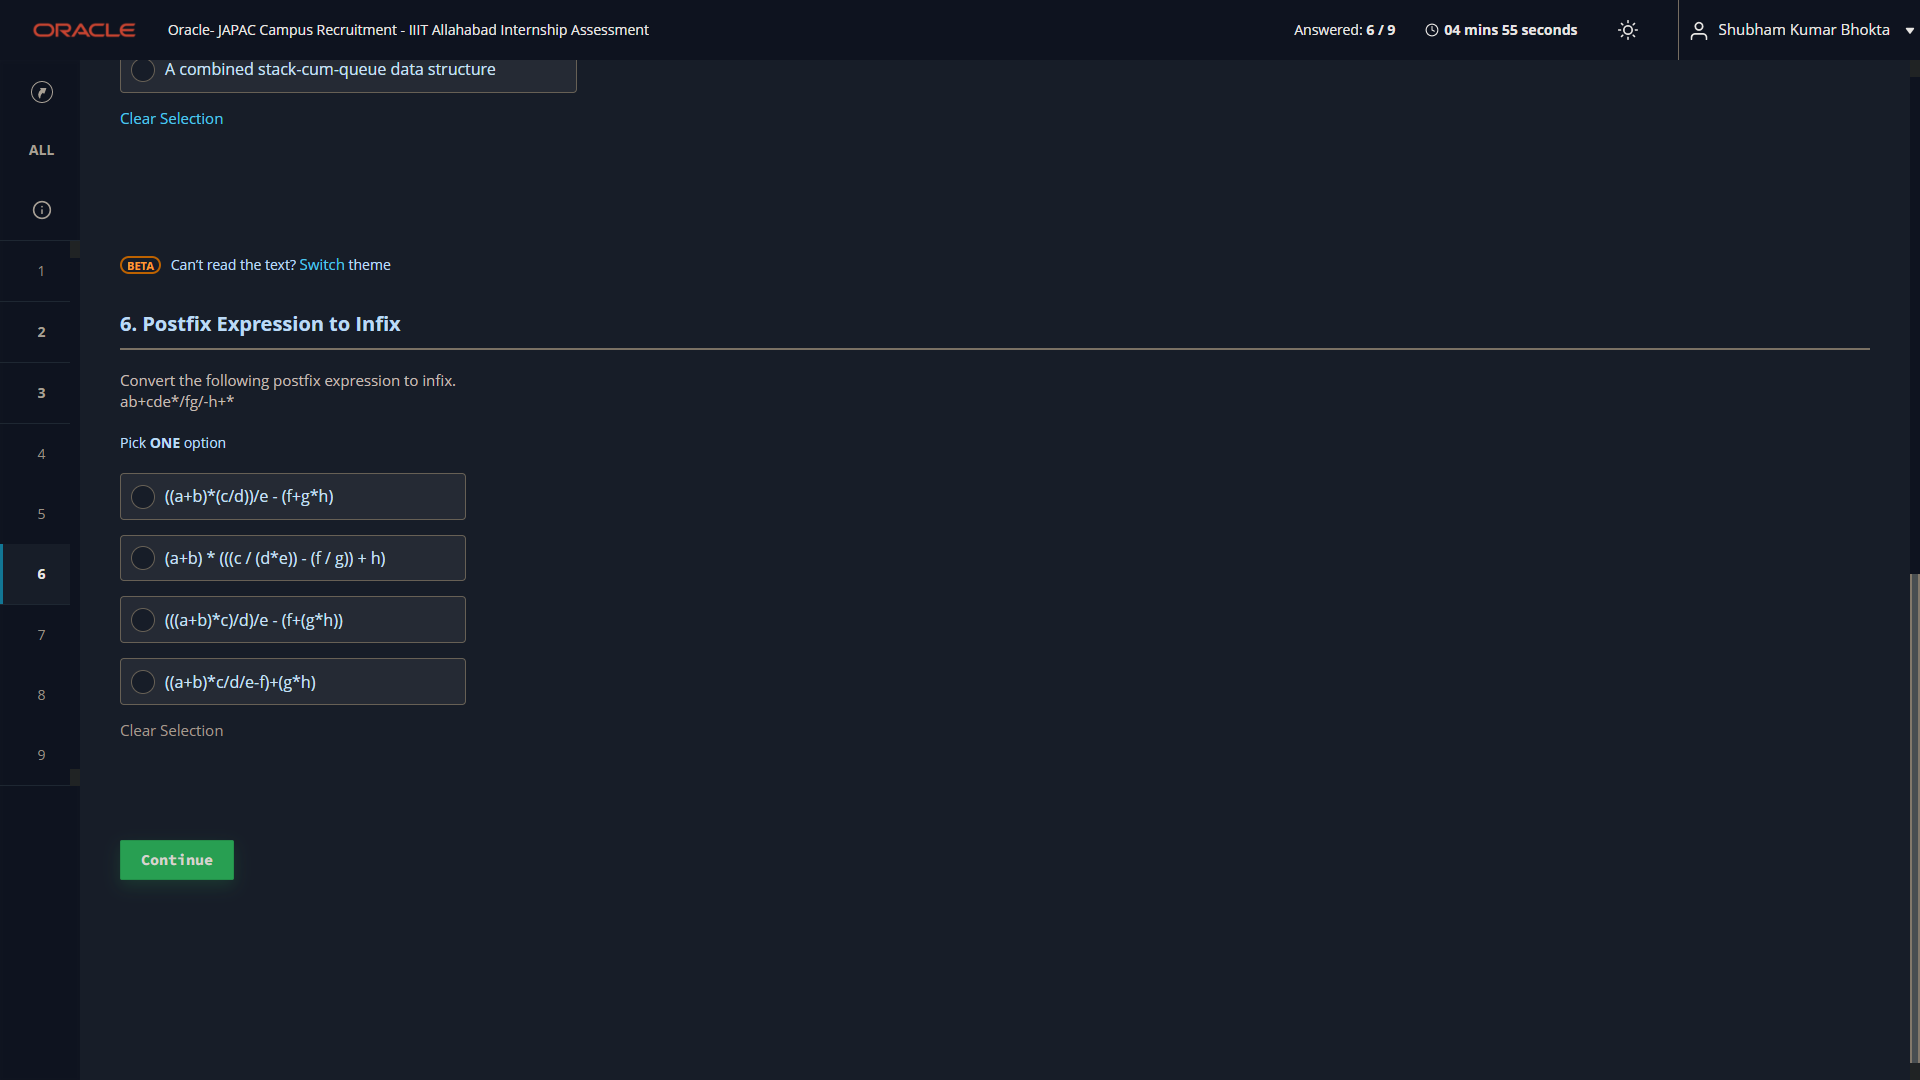 ORACLE
Oracle- JAPAC Campus Recruitment - IIIT Allahabad Internship Assessment
Answered: 6 / 9
04 mins 55 seconds
Shubham Kumar Bhokta
A combined stack-cum-queue data structure
Clear Selection
ALL
1
2
3
4
5
6
7
8
9
BETA Can't read the text? Switch theme
6. Postfix Expression to Infix
Convert the following postfix expression to infix.
ab+cde*/fg/-h+*
Pick ONE option
((a+b)*(c/d))/e - (f+g*h)
(a+b) * (((c / (d*e)) - (f / g)) + h)
(((a+b)*c)/d)/e - (f+(g*h))
((a+b)*c/d/e-f)+(g*h)
Clear Selection
Continue